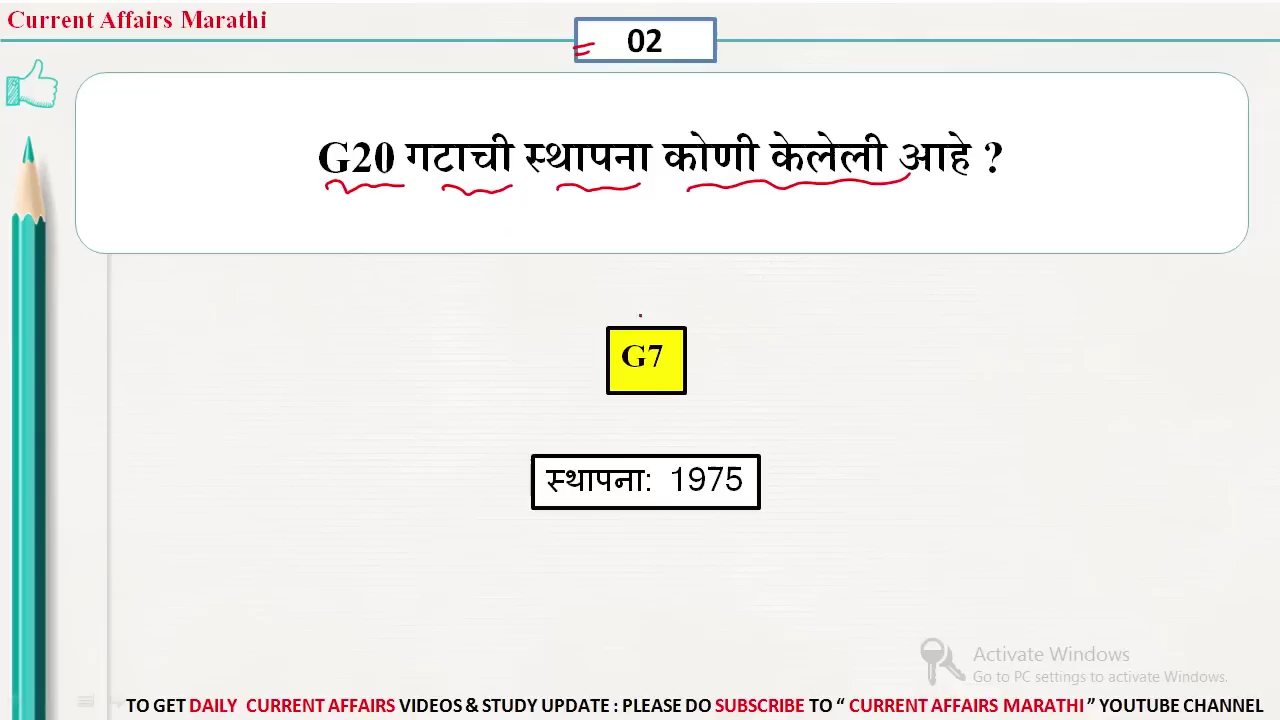 Current Affairs Marathi
02
G20 गटाची स्थापना कोणी केलेली आहे ?
G7
स्थापना: 1975
Activate Windows
Go to PC settings to activate Windows.
TO GET DAILY CURRENT AFFAIRS VIDEOS & STUDY UPDATE : PLEASE DO SUBSCRIBE TO “ CURRENT AFFAIRS MARATHI ” YOUTUBE CHANNEL